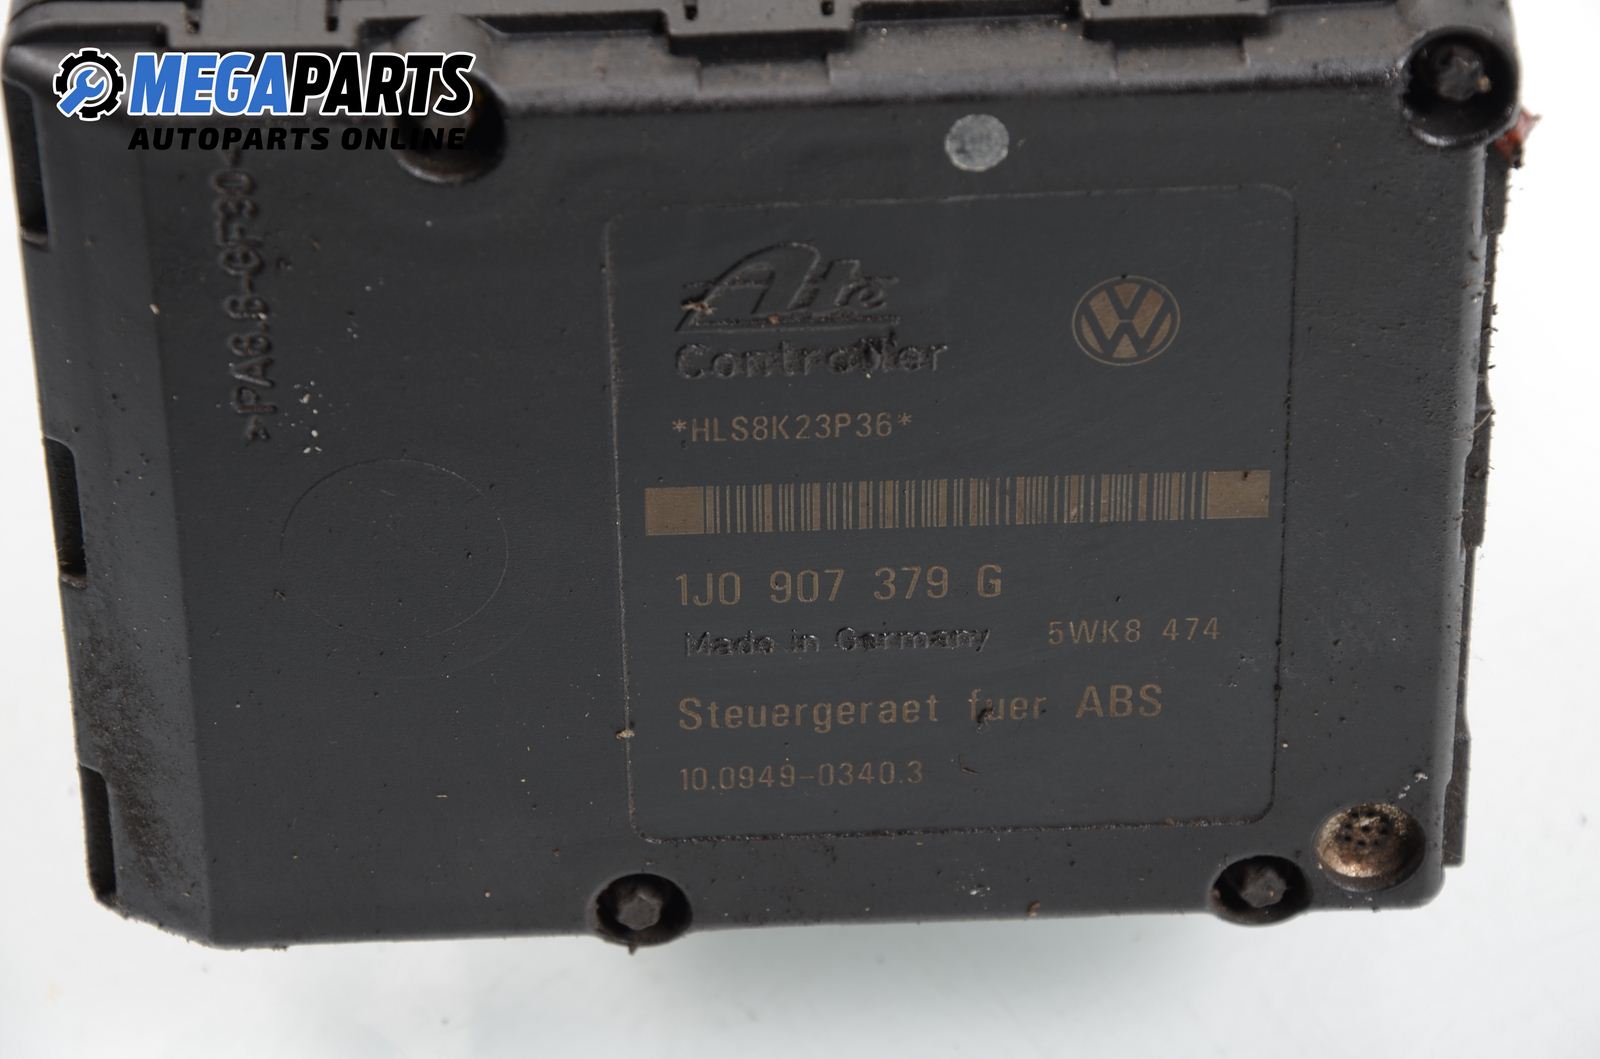 MEGAPARTS
AUTOPARTS ONLINE
>PA6.6-GF30<
Ate
Controller
*HLS8K23P36*
1J0 907 379 G
Made in Germany 5WK8 474
Steuergeraet fuer ABS
10.0949-0340.3